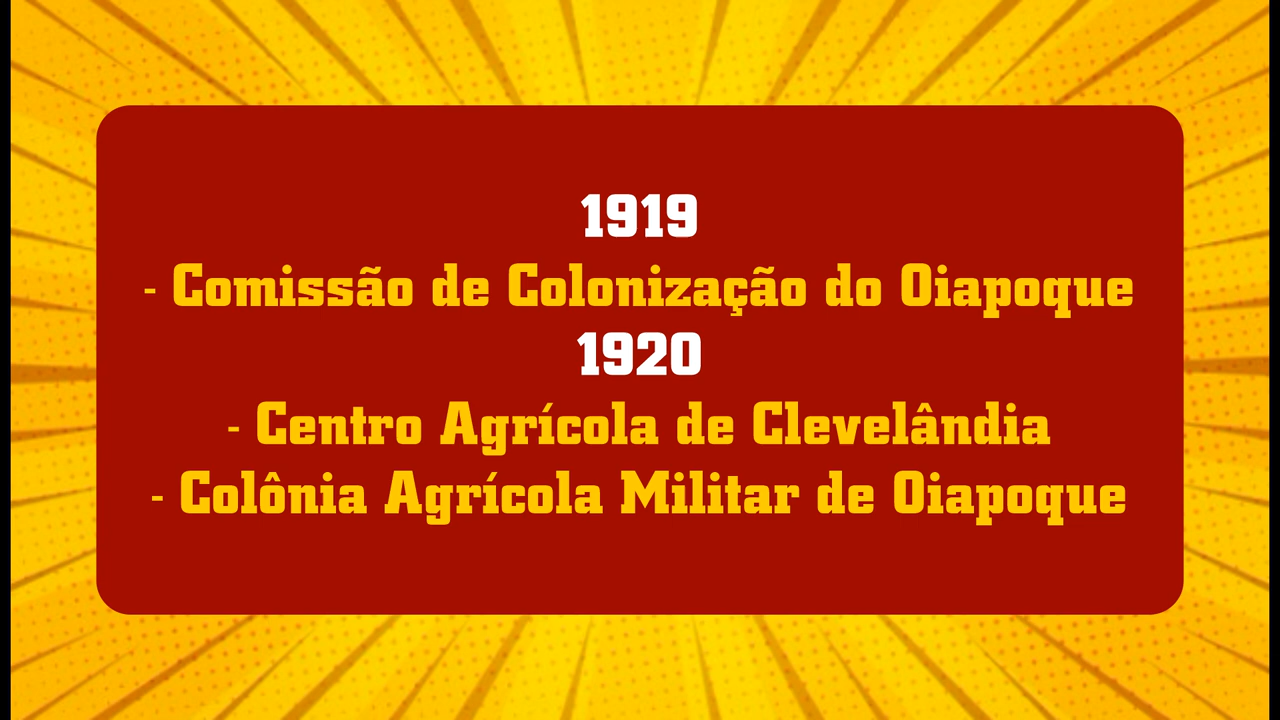 1919
- Comissão de Colonização do Oiapoque
1920
- Centro Agrícola de Clevelândia
- Colônia Agrícola Militar de Oiapoque